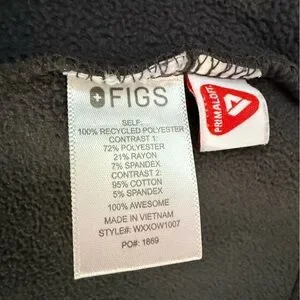 FIGS
SELF:
100% RECYCLED POLYESTER
CONTRAST 1:
72% POLYESTER
21% RAYON
7% SPANDEX
CONTRAST 2:
95% COTTON
5% SPANDEX
100% AWESOME
MADE IN VIETNAM
STYLE#: WXXOW1007
PO#: 1869
PRIMALOFT